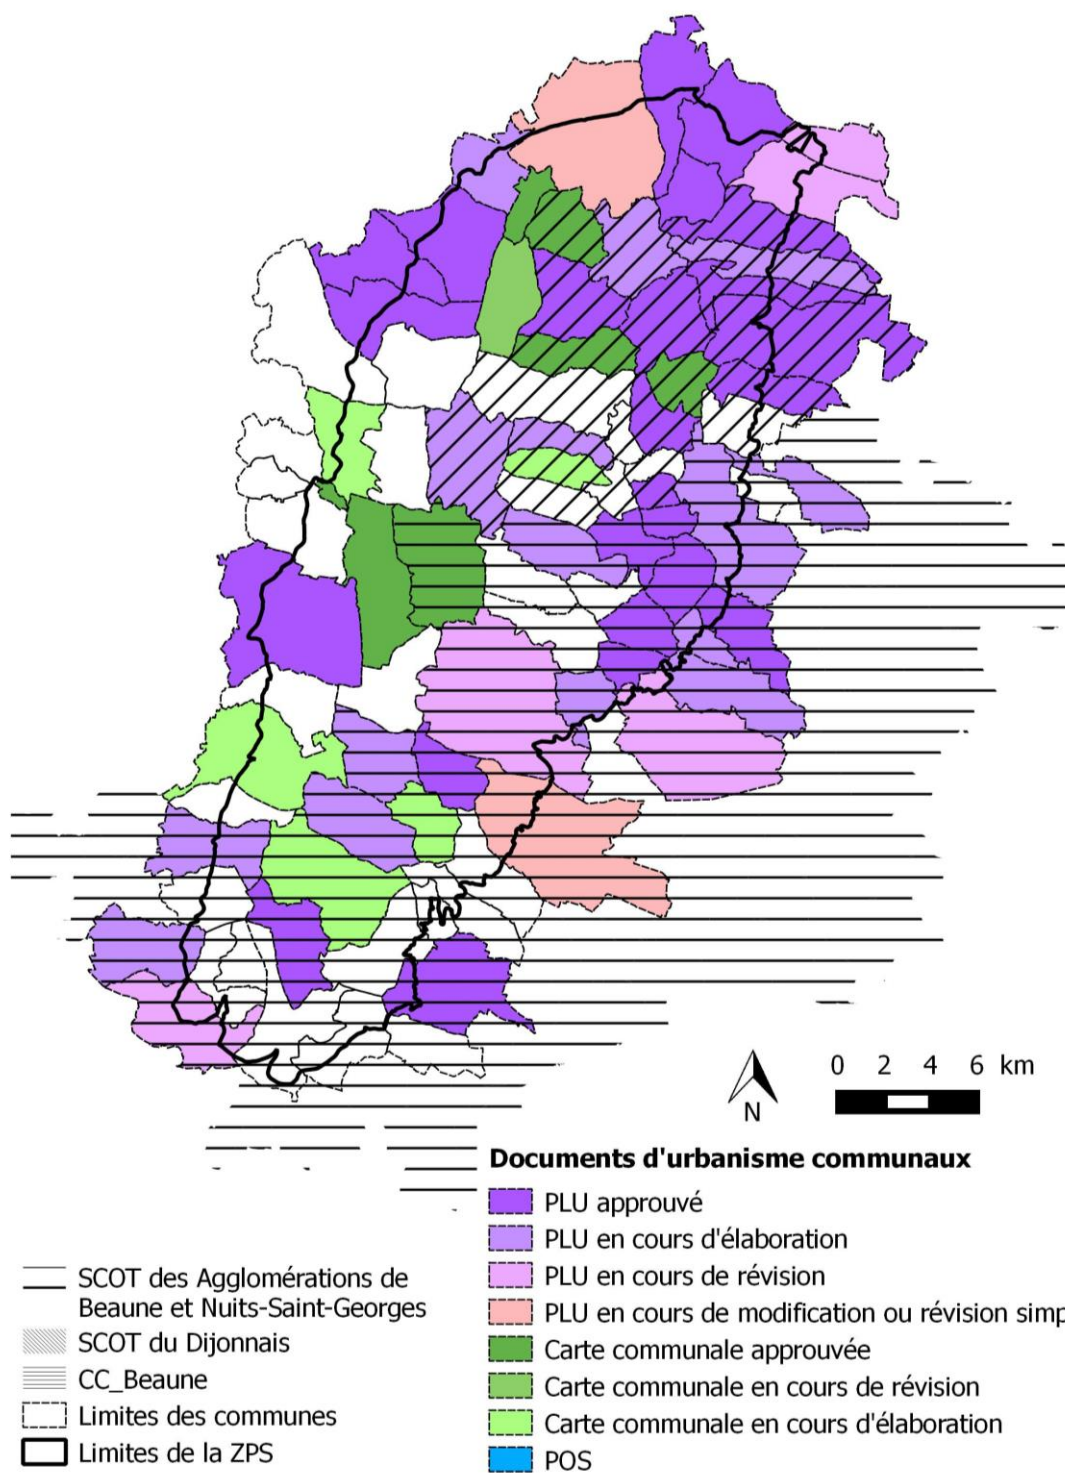 0 2 4 6 km
N
Documents d'urbanisme communaux
PLU approuvé
PLU en cours d'élaboration
PLU en cours de révision
PLU en cours de modification ou révision simp
Carte communale approuvée
Carte communale en cours de révision
Carte communale en cours d'élaboration
POS
SCOT des Agglomérations de
Beaune et Nuits-Saint-Georges
SCOT du Dijonnais
CC_Beaune
Limites des communes
Limites de la ZPS